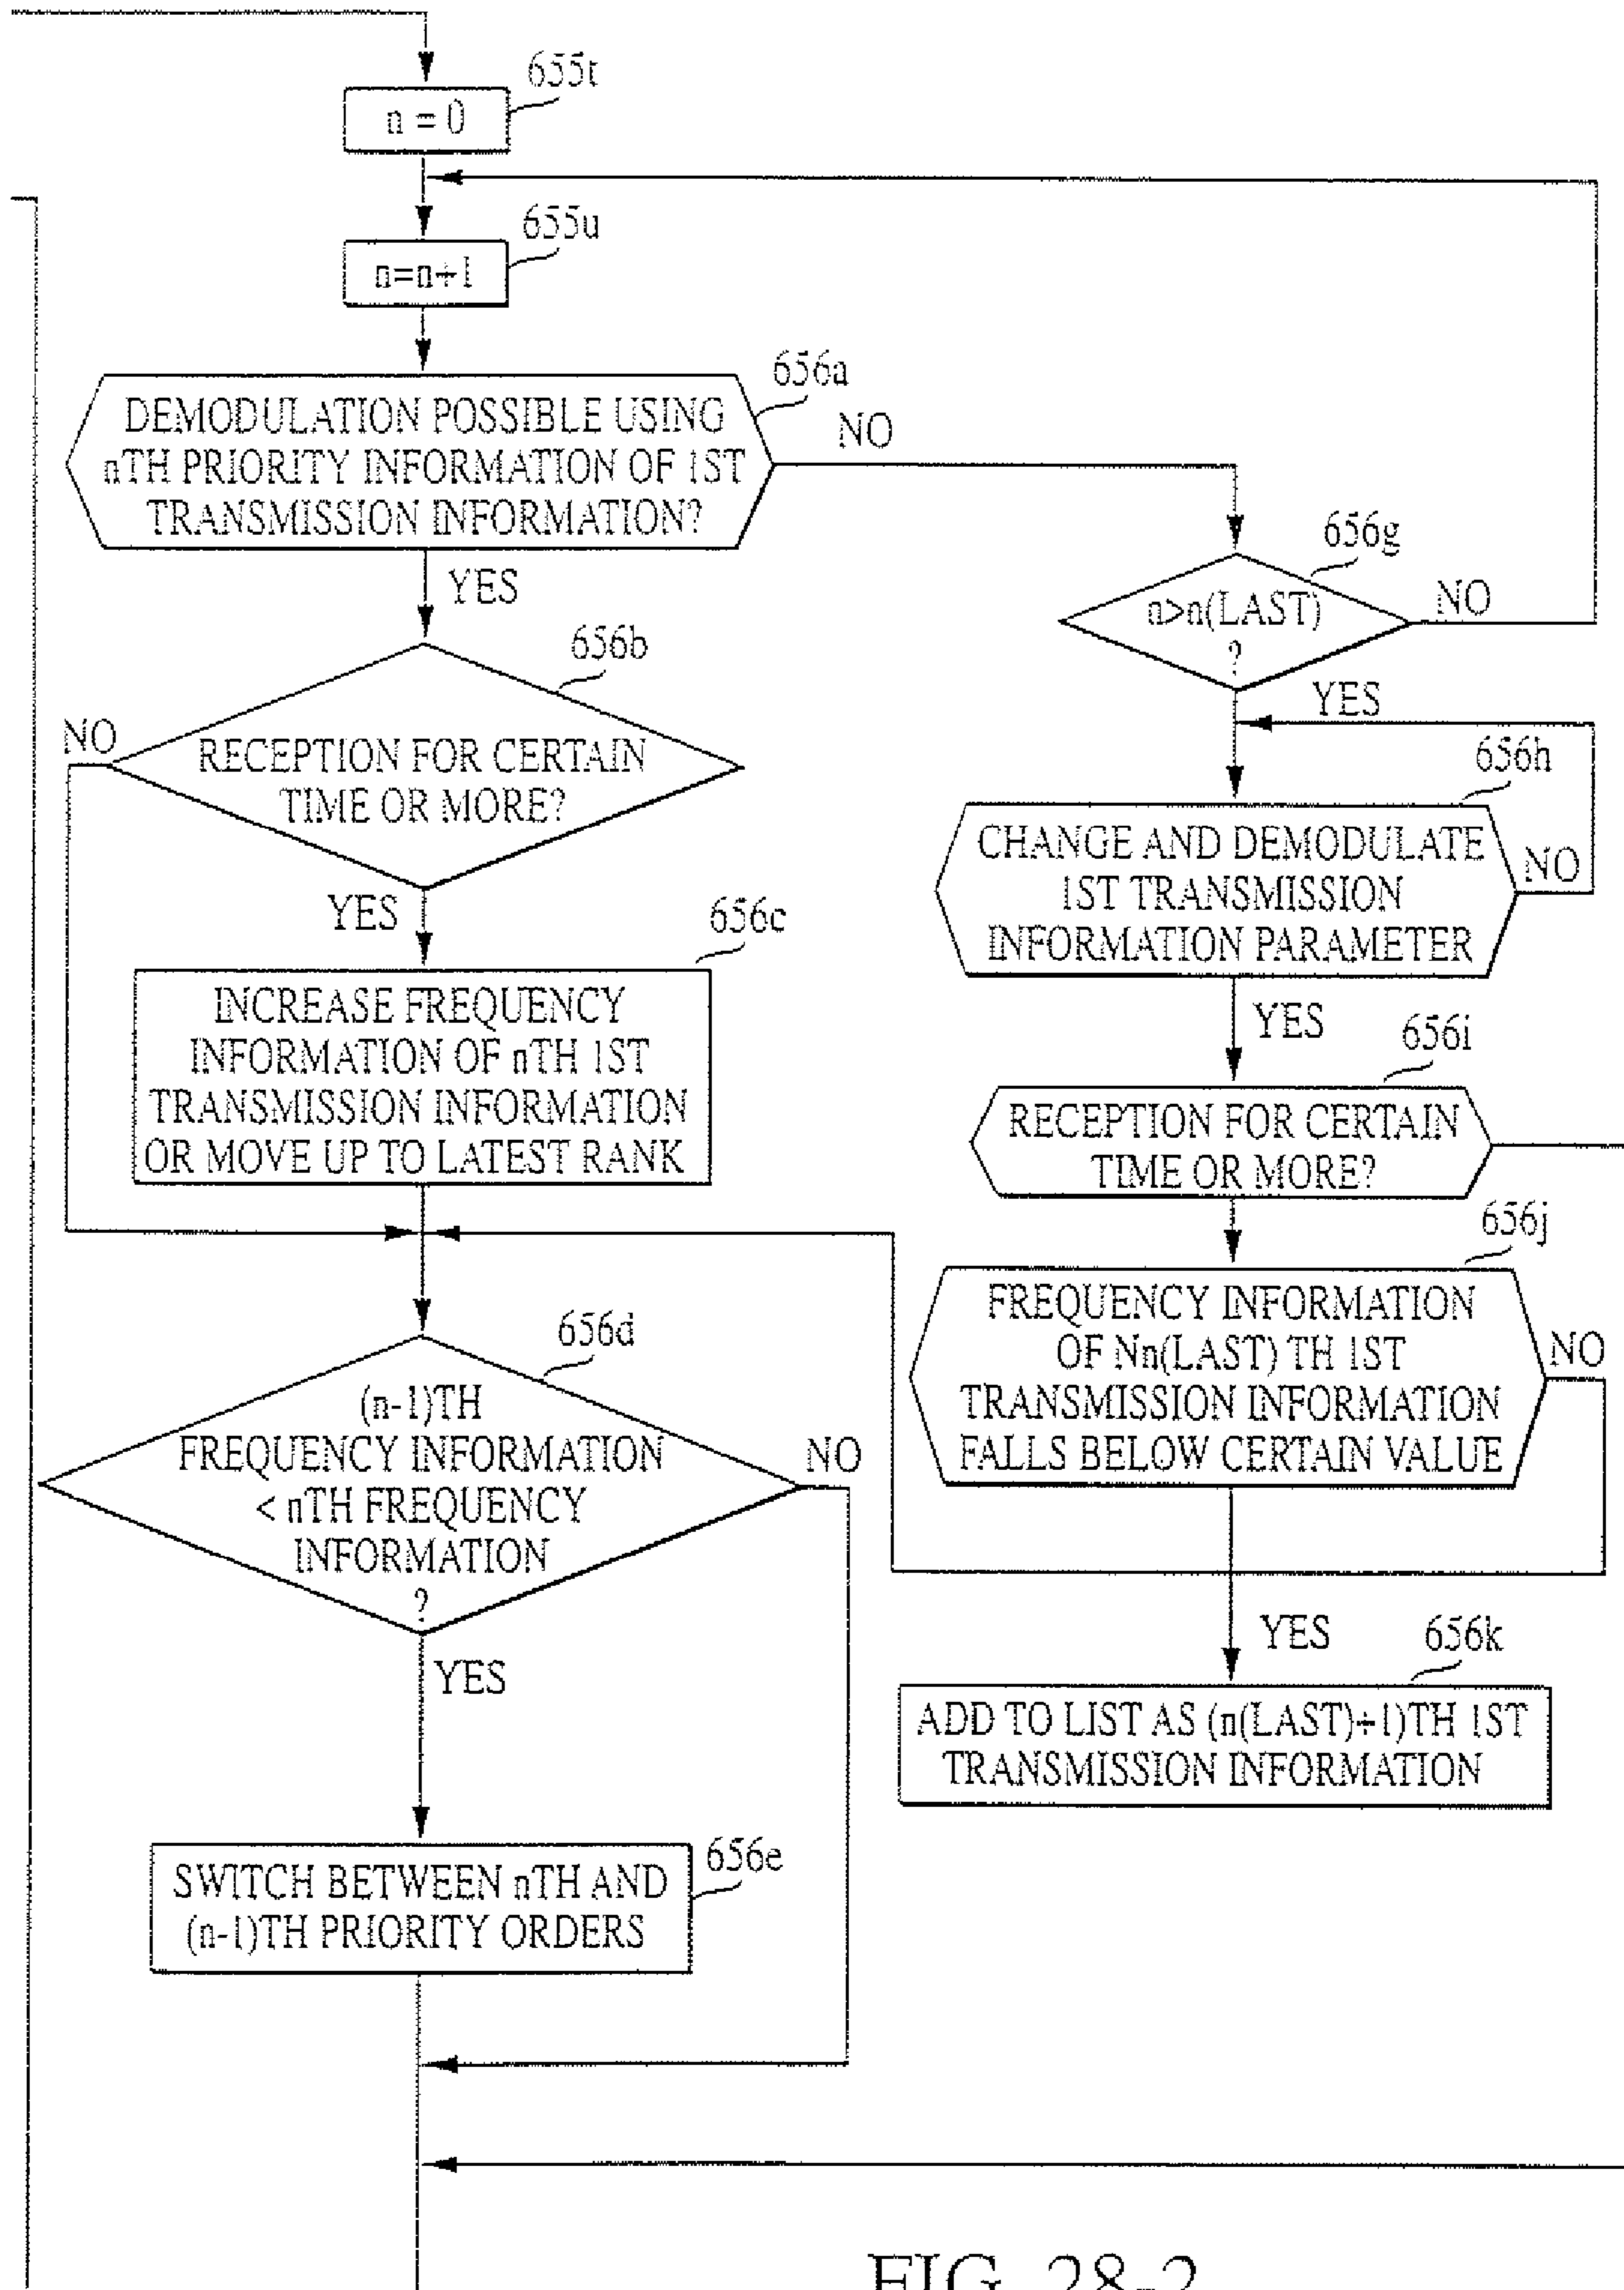 655t
n = 0
655u
n=n+1
656a
DEMODULATION POSSIBLE USING
nTH PRIORITY INFORMATION OF 1ST
TRANSMISSION INFORMATION?
NO
YES
656g
n>n(LAST)
?
NO
YES
656b
NO
RECEPTION FOR CERTAIN
TIME OR MORE?
YES
656h
CHANGE AND DEMODULATE
1ST TRANSMISSION
INFORMATION PARAMETER
NO
YES
656c
INCREASE FREQUENCY
INFORMATION OF nTH 1ST
TRANSMISSION INFORMATION
OR MOVE UP TO LATEST RANK
656i
RECEPTION FOR CERTAIN
TIME OR MORE?
656j
FREQUENCY INFORMATION
OF Nn(LAST) TH 1ST
TRANSMISSION INFORMATION
FALLS BELOW CERTAIN VALUE
NO
YES
656d
(n-1)TH
FREQUENCY INFORMATION
< nTH FREQUENCY
INFORMATION
?
NO
YES
656k
ADD TO LIST AS (n(LAST)+1)TH 1ST
TRANSMISSION INFORMATION
656e
SWITCH BETWEEN nTH AND
(n-1)TH PRIORITY ORDERS
FIG. 28-2